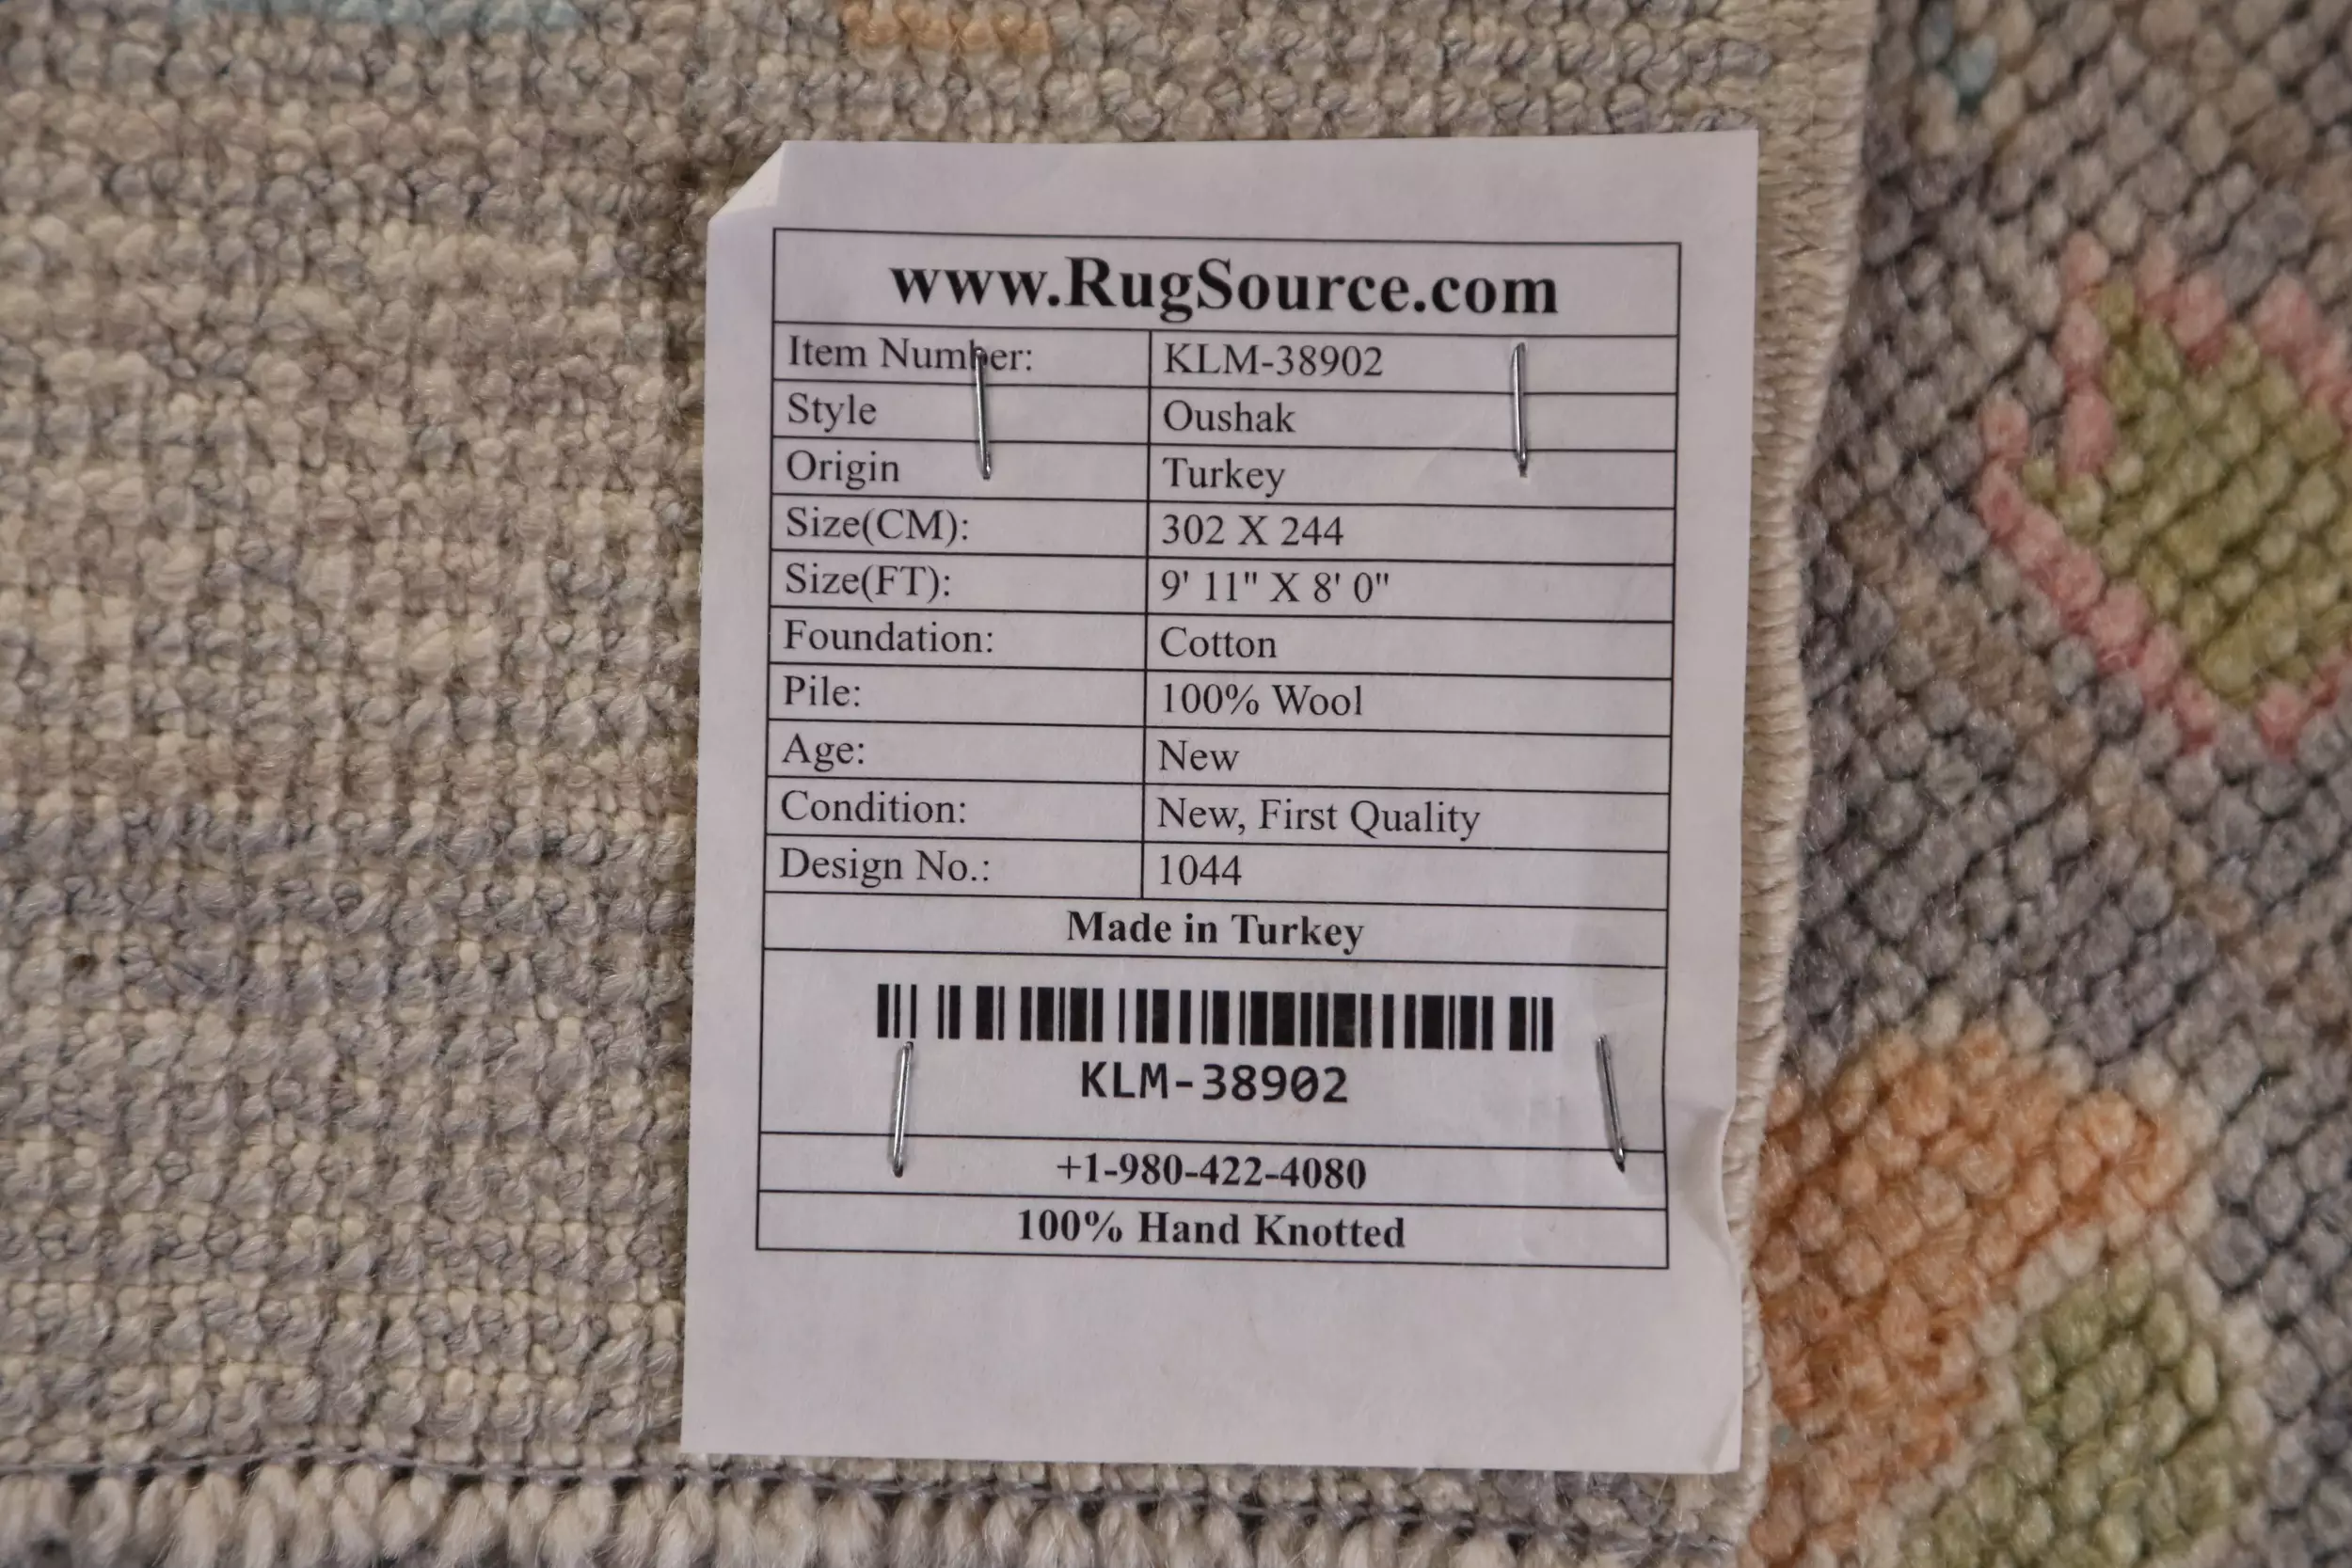 www.RugSource.com
Item Number: KLM-38902
Style Oushak
Origin Turkey
Size(CM): 302 X 244
Size(FT): 9' 11" X 8' 0"
Foundation: Cotton
Pile: 100% Wool
Age: New
Condition: New, First Quality
Design No.: 1044
Made in Turkey
KLM-38902
+1-980-422-4080
100% Hand Knotted